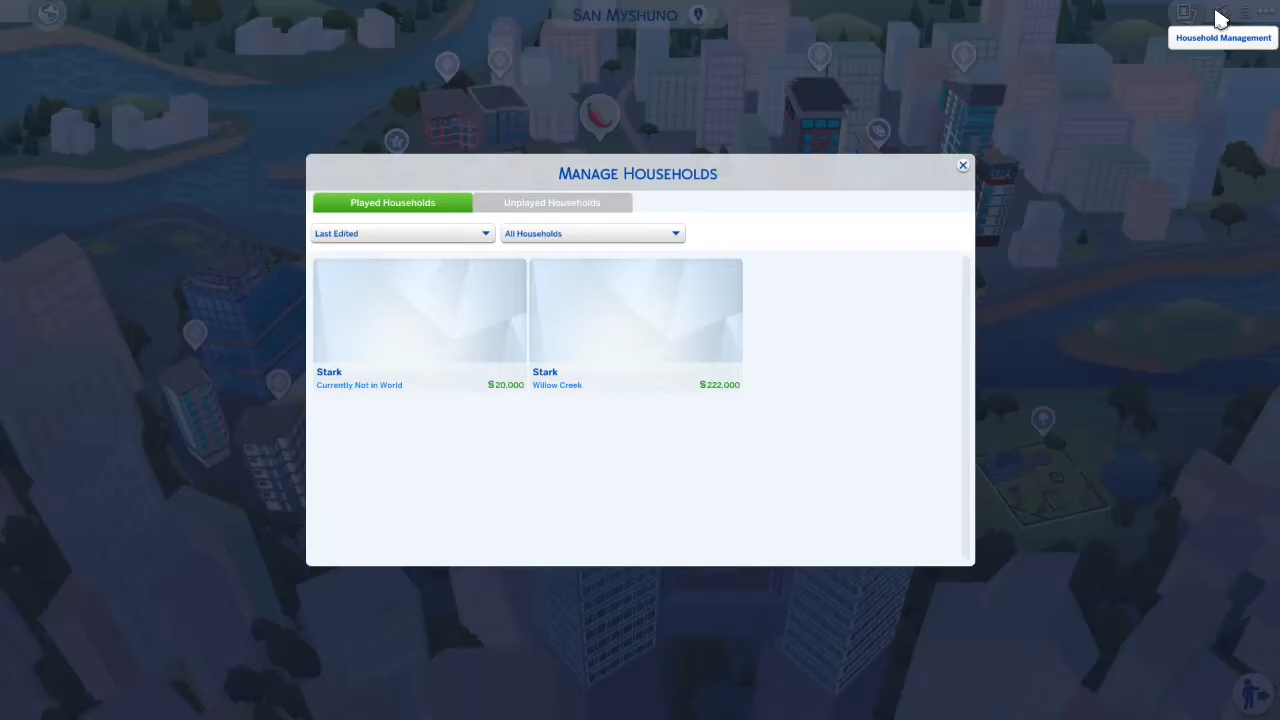 San Myshuno
Household Management
Manage Households
Played Households
Unplayed Households
Last Edited
All Households
Stark
Currently Not in World
§20,000
Stark
Willow Creek
§222,000